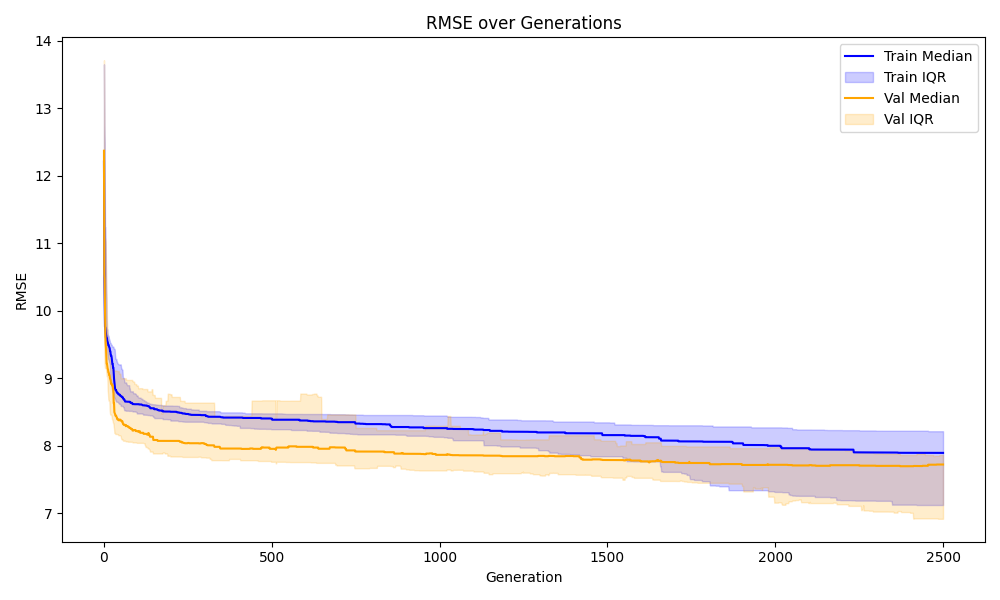 RMSE over Generations
14
13
12
11
10
9
8
7
RMSE
0
500
1000
1500
2000
2500
Generation
Train Median
Train IQR
Val Median
Val IQR